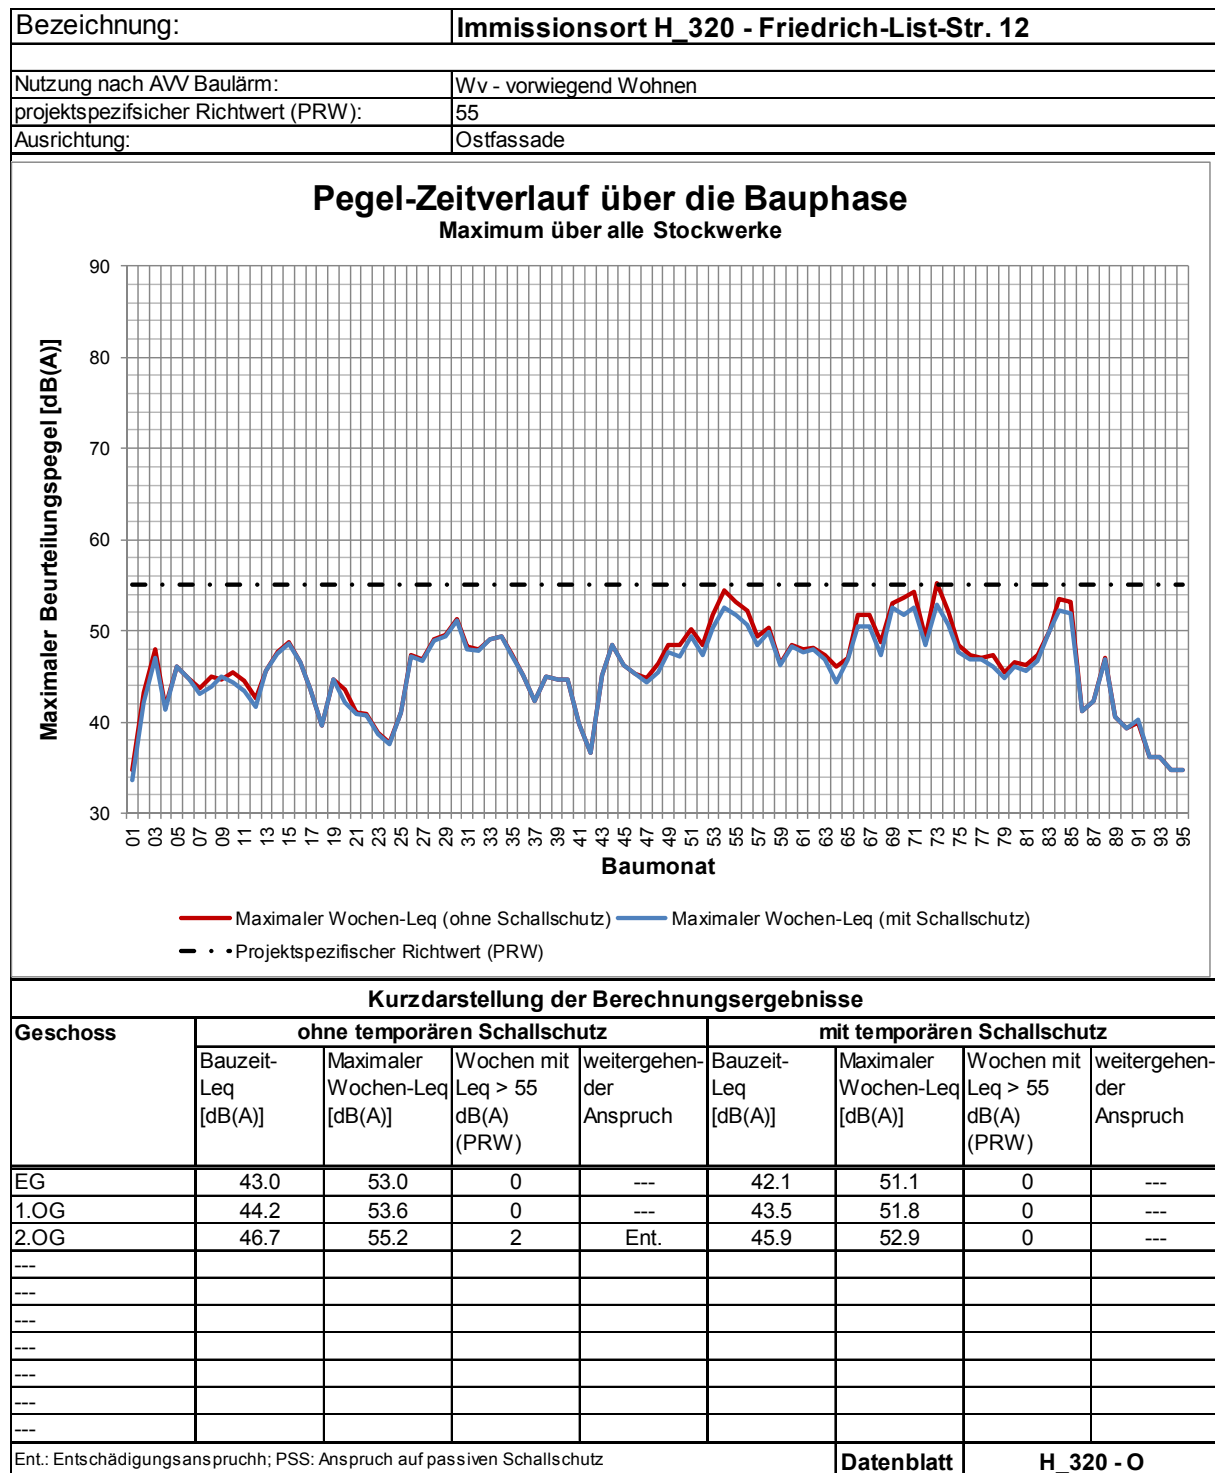 Bezeichnung: Immissionsort H_320 - Friedrich-List-Str. 12
Nutzung nach AVV Baulärm: Wv - vorwiegend Wohnen
projektspezifsicher Richtwert (PRW): 55
Ausrichtung: Ostfassade
Pegel-Zeitverlauf über die Bauphase
Maximum über alle Stockwerke
Maximaler Beurteilungspegel [dB(A)]
90
80
70
60
50
40
30
01 03 05 07 09 11 13 15 17 19 21 23 25 27 29 31 33 35 37 39 41 43 45 47 49 51 53 55 57 59 61 63 65 67 69 71 73 75 77 79 81 83 85 87 89 91 93 95
Baumonat
Maximaler Wochen-Leq (ohne Schallschutz) Maximaler Wochen-Leq (mit Schallschutz)
Projektspezifischer Richtwert (PRW)
Kurzdarstellung der Berechnungsergebnisse
Geschoss ohne temporären Schallschutz mit temporären Schallschutz
Bauzeit- Maximaler Wochen mit weitergehen- Bauzeit- Maximaler Wochen mit weitergehen-
Leq Wochen-Leq Leq > 55 der Leq Wochen-Leq Leq > 55 der
[dB(A)] [dB(A)] dB(A) Anspruch [dB(A)] [dB(A)] dB(A) Anspruch
(PRW) (PRW)
EG 43.0 53.0 0 --- 42.1 51.1 0 ---
1.OG 44.2 53.6 0 --- 43.5 51.8 0 ---
2.OG 46.7 55.2 2 Ent. 45.9 52.9 0 ---
---
---
---
---
---
---
---
Ent.: Entschädigungsanspruchh; PSS: Anspruch auf passiven Schallschutz Datenblatt H_320 - O